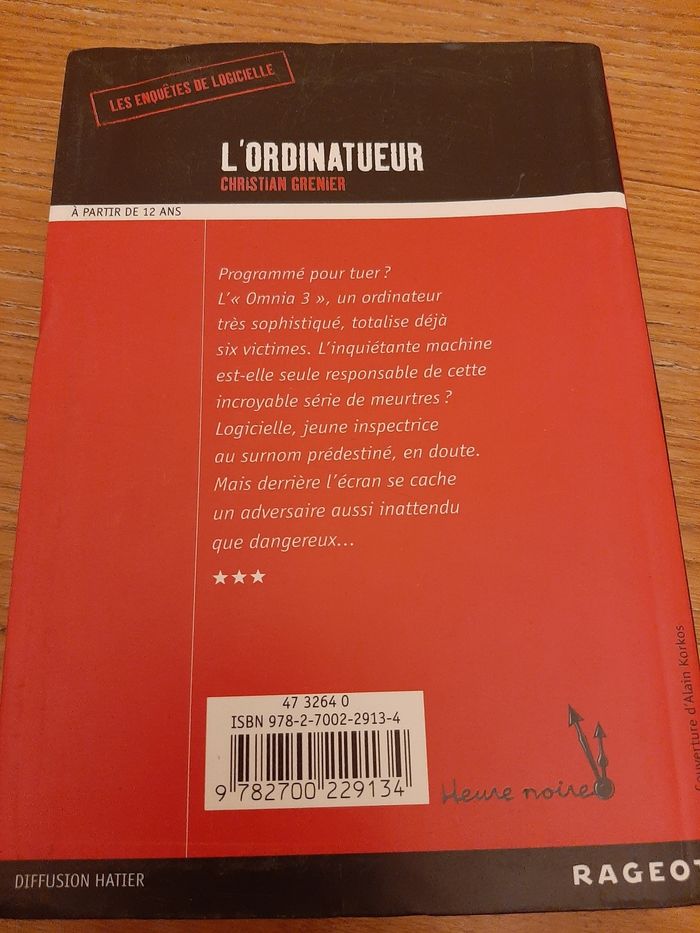 LES ENQUÊTES DE LOGICIELLE
L'ORDINATUEUR
CHRISTIAN GRENIER
À PARTIR DE 12 ANS
Programmé pour tuer ?
L'« Omnia 3 », un ordinateur
très sophistiqué, totalise déjà
six victimes. L'inquiétante machine
est-elle seule responsable de cette
incroyable série de meurtres ?
Logicielle, jeune inspectrice
au surnom prédestiné, en doute.
Mais derrière l'écran se cache
un adversaire aussi inattendu
que dangereux...
★★★
47 3264 0
ISBN 978-2-7002-2913-4
9 782700 229134
Heure noire
d'Alain Korkos
DIFFUSION HATIER
RAGEOT